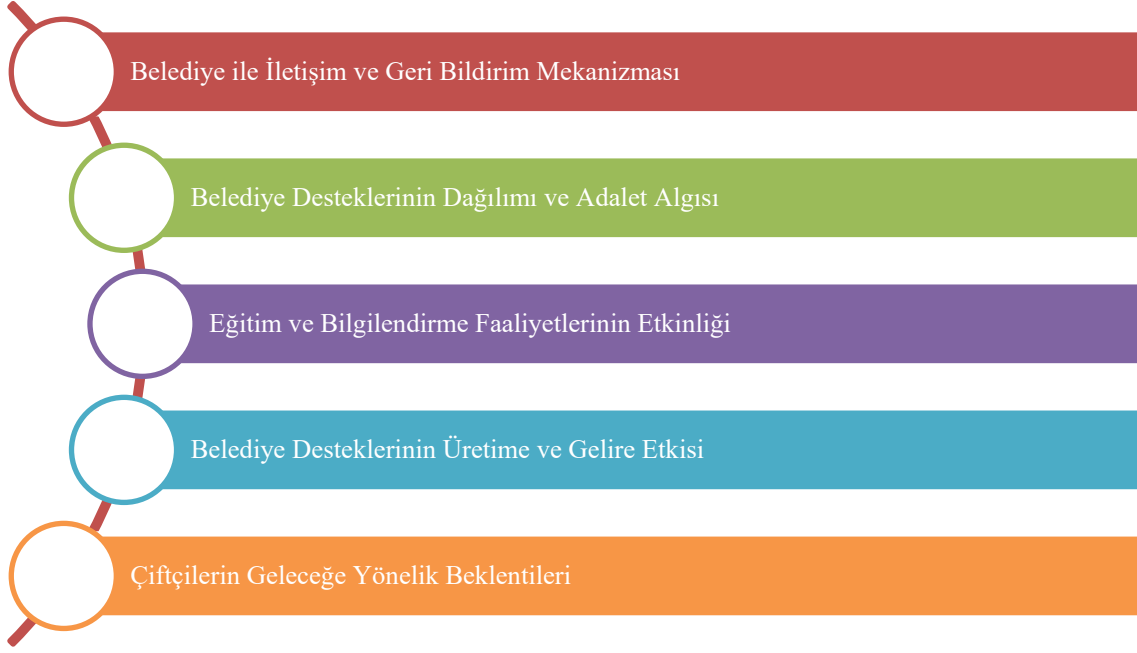 Belediye ile İletişim ve Geri Bildirim Mekanizması
Belediye Desteklerinin Dağılımı ve Adalet Algısı
Eğitim ve Bilgilendirme Faaliyetlerinin Etkinliği
Belediye Desteklerinin Üretime ve Gelire Etkisi
Çiftçilerin Geleceğe Yönelik Beklentileri